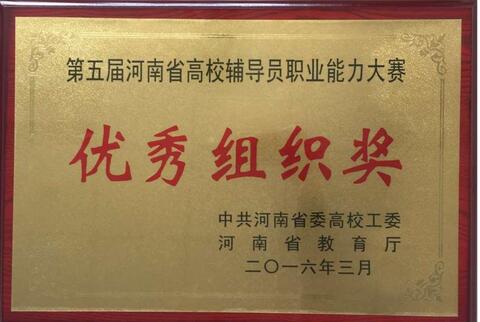 第五届河南省高校辅导员职业能力大赛
优秀组织奖
中共河南省委高校工委
河南省教育厅
二〇一六年三月